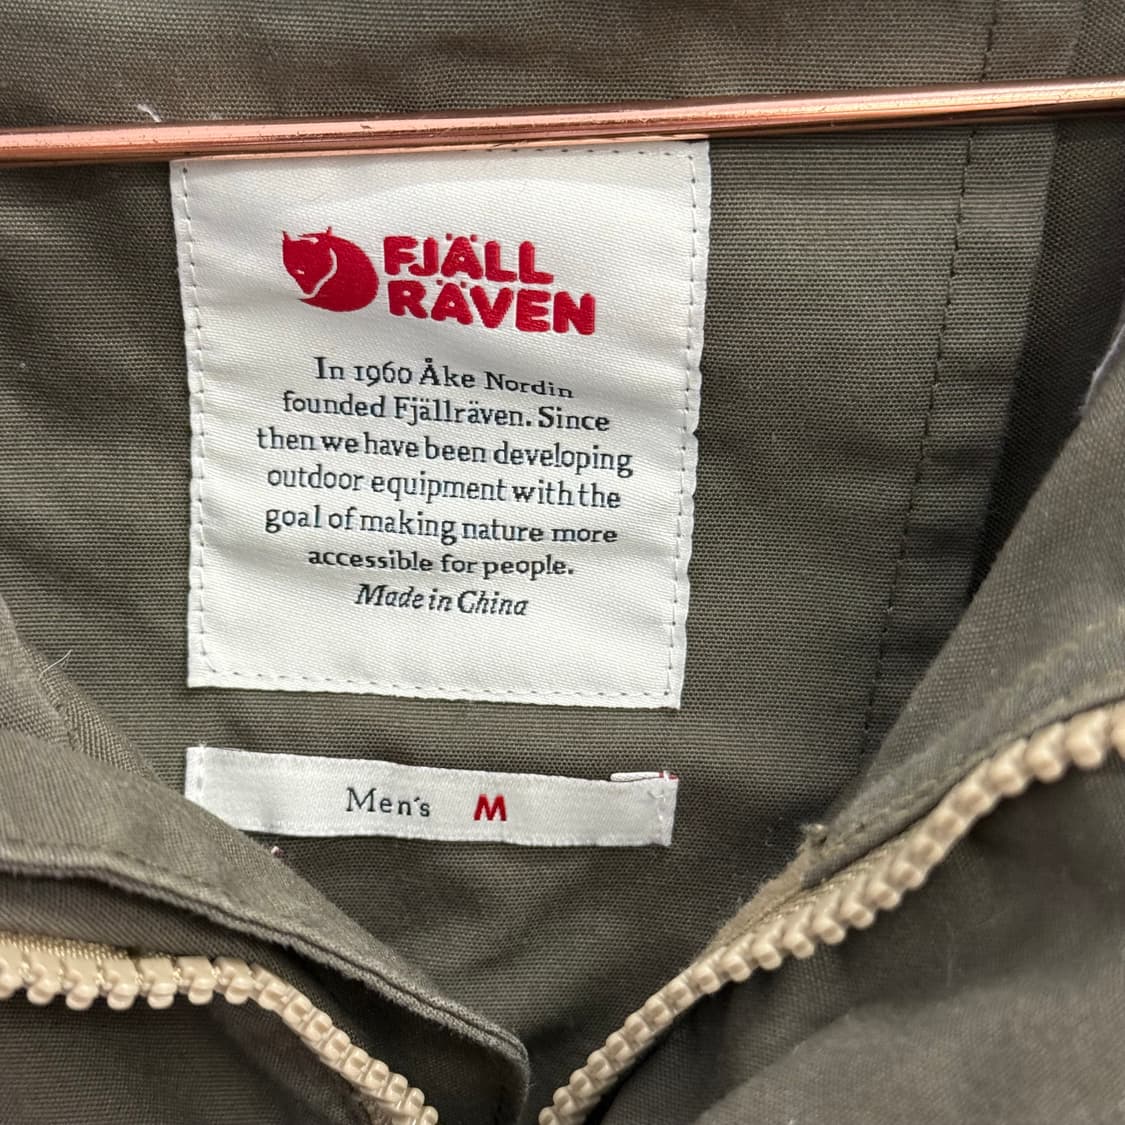 FJÄLL
RÄVEN
In 1960 Åke Nordin
founded Fjällräven. Since
then we have been developing
outdoor equipment with the
goal of making nature more
accessible for people.
Made in China
Men's M